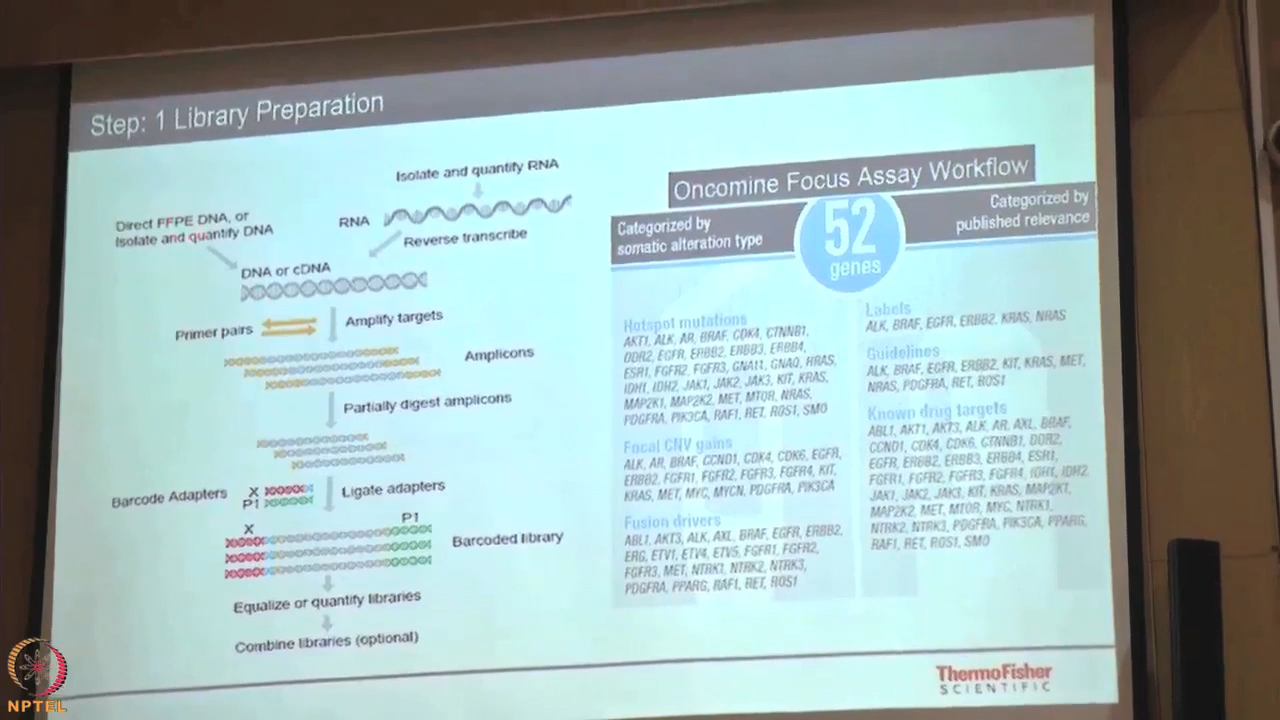 Step: 1 Library Preparation
Isolate and quantify RNA
Direct FFPE DNA, or
Isolate and quantify DNA
RNA
Reverse transcribe
DNA or cDNA
Primer pairs
Amplify targets
Amplicons
Partially digest amplicons
Barcode Adapters
X
P1
Ligate adapters
X
P1
Barcoded library
Equalize or quantify libraries
Combine libraries (optional)
Oncomine Focus Assay Workflow
Categorized by
somatic alteration type
52
genes
Categorized by
published relevance
Hotspot mutations
AKT1, ALK, AR, BRAF, CDK4, CTNNB1,
DDR2, EGFR, ERBB2, ERBB3, ERBB4,
ESR1, FGFR2, FGFR3, GNA11, GNAQ, HRAS,
IDH1, IDH2, JAK1, JAK2, JAK3, KIT, KRAS,
MAP2K1, MAP2K2, MET, MTOR, NRAS,
PDGFRA, PIK3CA, RAF1, RET, ROS1, SMO
Focal CNV gains
ALK, AR, BRAF, CCND1, CDK4, CDK6, EGFR,
ERBB2, FGFR1, FGFR2, FGFR3, FGFR4, KIT,
KRAS, MET, MYC, MYCN, PDGFRA, PIK3CA
Fusion drivers
ABL1, AKT3, ALK, AXL, BRAF, EGFR, ERBB2,
ERG, ETV1, ETV4, ETV5, FGFR1, FGFR2,
FGFR3, MET, NTRK1, NTRK2, NTRK3,
PDGFRA, PPARG, RAF1, RET, ROS1
Labels
ALK, BRAF, EGFR, ERBB2, KRAS, NRAS
Guidelines
ALK, BRAF, EGFR, ERBB2, KIT, KRAS, MET,
NRAS, PDGFRA, RET, ROS1
Known drug targets
ABL1, AKT1, AKT3, ALK, AR, AXL, BRAF,
CCND1, CDK4, CDK6, CTNNB1, DDR2,
EGFR, ERBB2, ERBB3, ERBB4, ESR1,
FGFR1, FGFR2, FGFR3, FGFR4, IDH1, IDH2,
JAK1, JAK2, JAK3, KIT, KRAS, MAP2K1,
MAP2K2, MET, MTOR, MYC, NTRK1,
NTRK2, NTRK3, PDGFRA, PIK3CA, PPARG,
RAF1, RET, ROS1, SMO
ThermoFisher
SCIENTIFIC
NPTEL